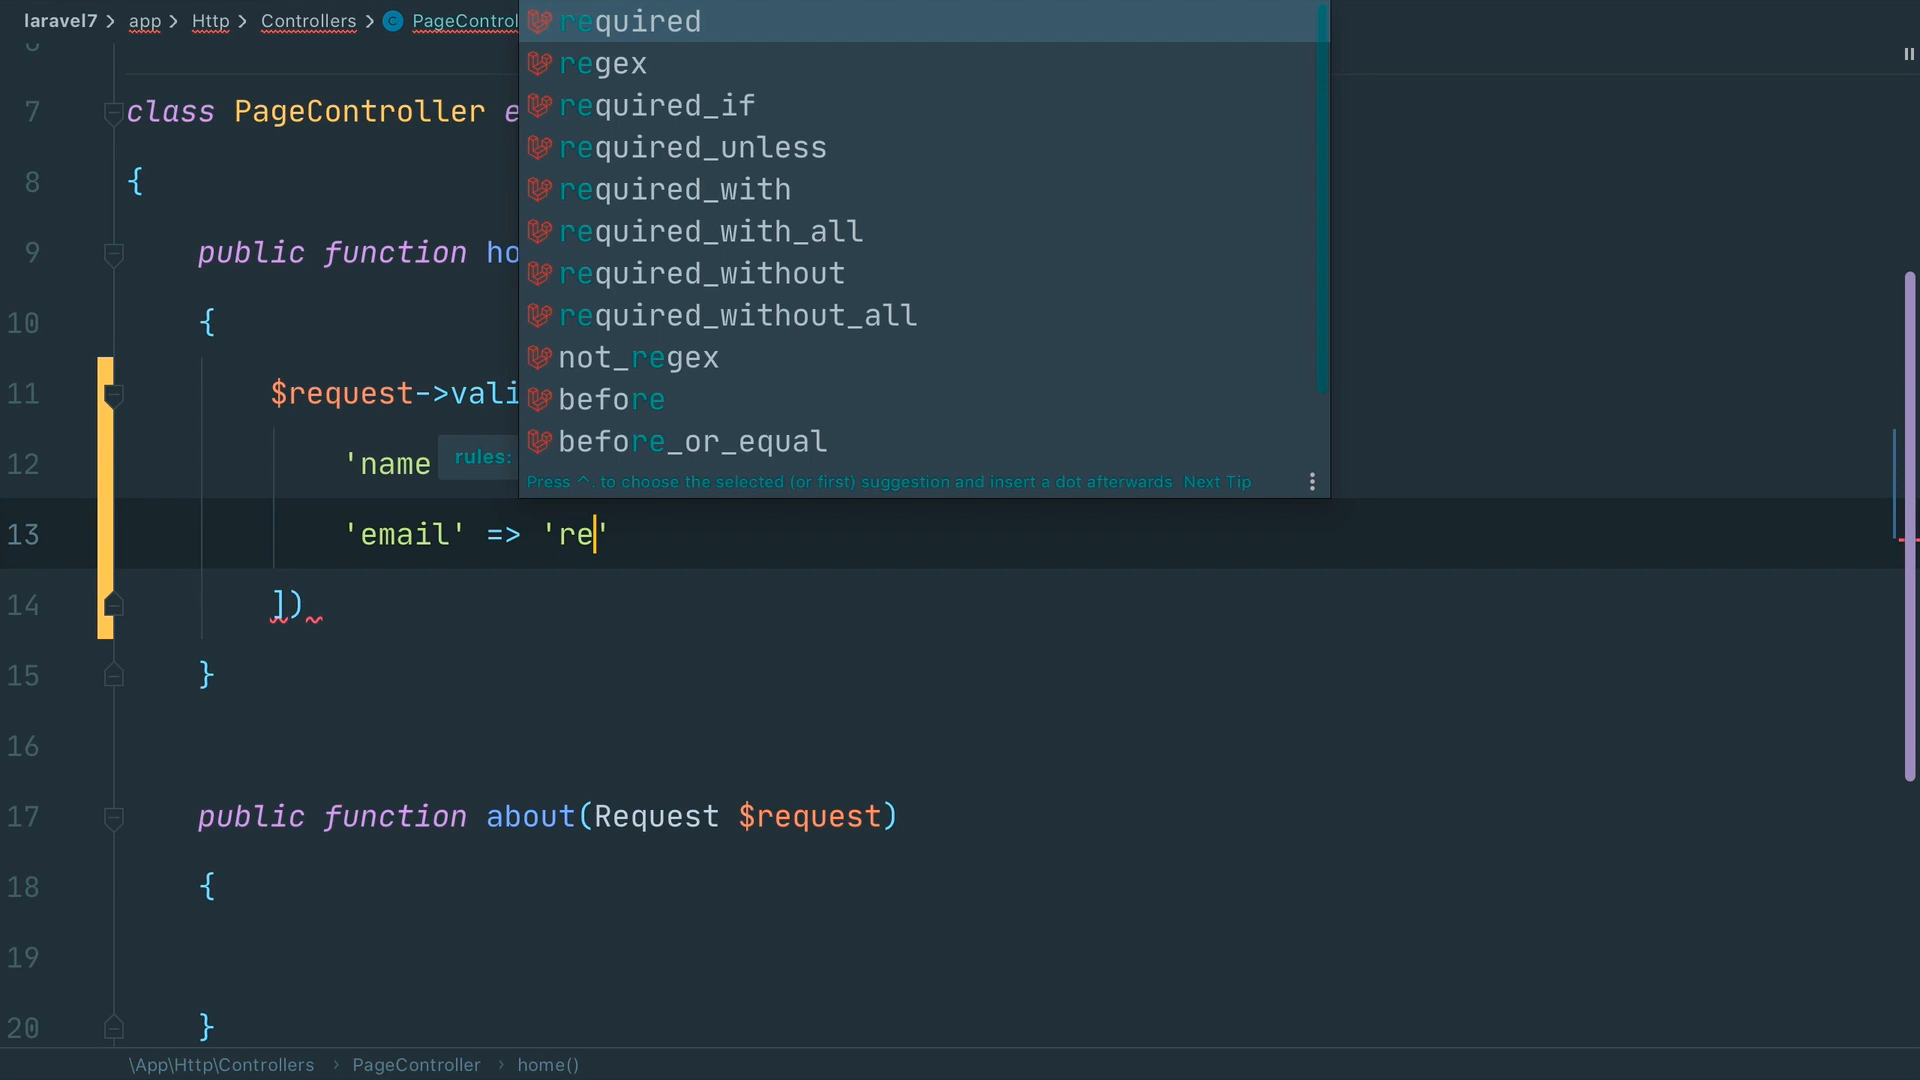 laravel7 > app > Http > Controllers > PageControl
required
regex
required_if
required_unless
required_with
required_with_all
required_without
required_without_all
not_regex
before
before_or_equal
Press ^. to choose the selected (or first) suggestion and insert a dot afterwards Next Tip
7 class PageController e
8 {
9 public function ho
10 {
11 $request->vali
12 'name rules:
13 'email' => 're'
14 ])
15 }
16
17 public function about(Request $request)
18 {
19
20 }
\App\Http\Controllers > PageController > home()